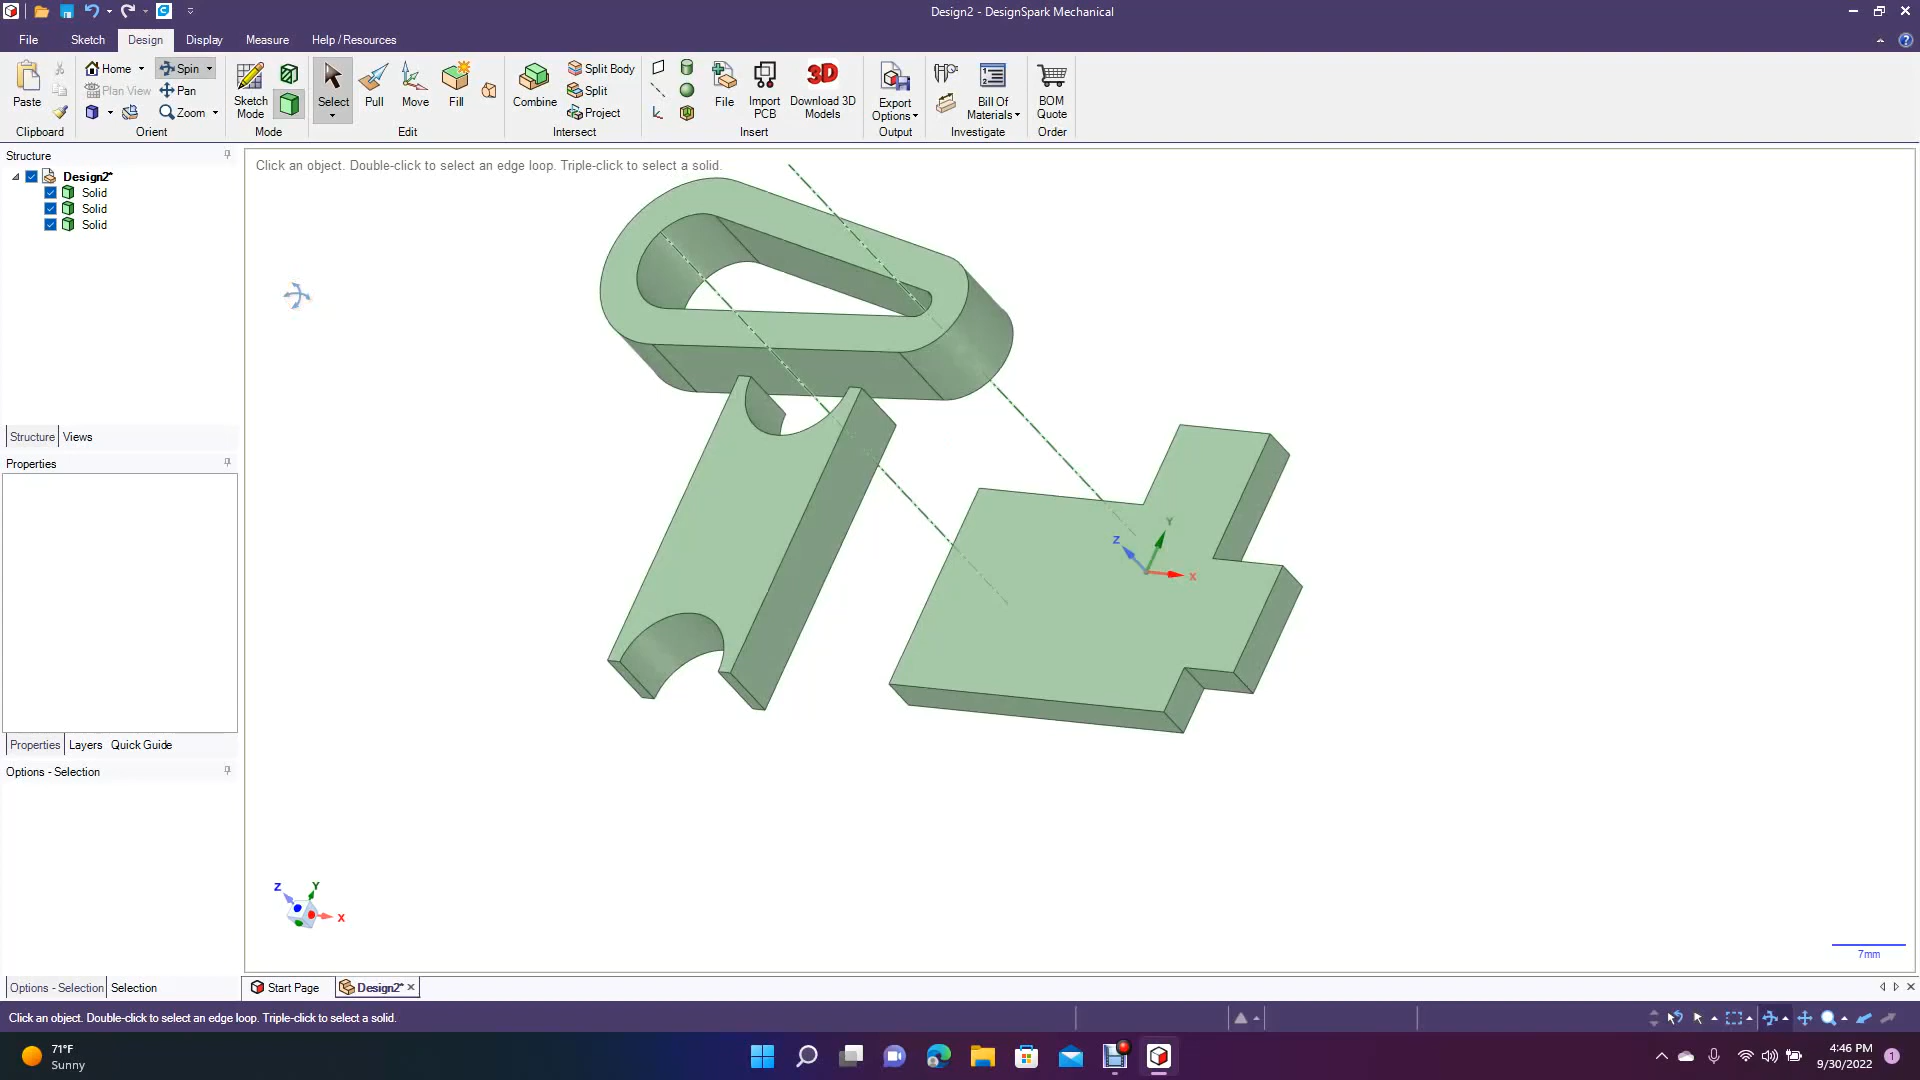 Design2 - DesignSpark Mechanical
File Sketch Design Display Measure Help / Resources
Paste
Home Spin
Plan View Pan
Zoom
Sketch Mode
Select Pull Move Fill
Combine
Split Body
Split
Project
File
Import PCB
3D
Download 3D Models
Export Options
Bill Of Materials
BOM Quote
Clipboard Orient Mode Edit Intersect Insert Output Investigate Order
Structure
Design2*
Solid
Solid
Solid
Structure Views
Properties
Properties Layers Quick Guide
Options - Selection
Options - Selection Selection
Click an object. Double-click to select an edge loop. Triple-click to select a solid.
Y
Z
X
Z Y
X
7mm
Start Page Design2*
Click an object. Double-click to select an edge loop. Triple-click to select a solid.
71°F
Sunny
4:46 PM
9/30/2022
1